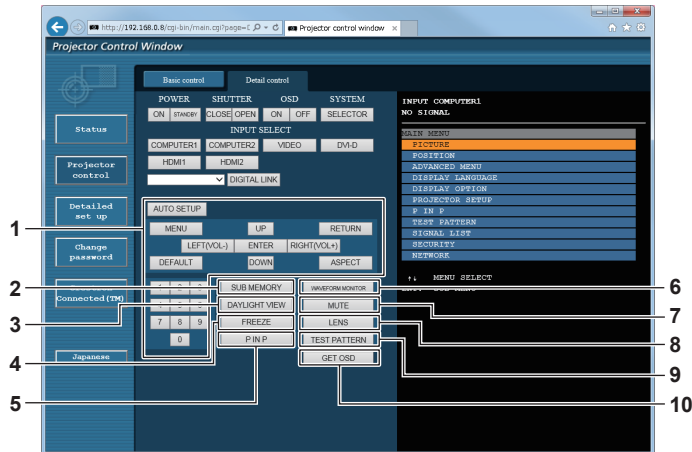 http://192.168.0.8/cgi-bin/main.cgi?page=E
Projector control window
Projector Control Window
Basic control
Detail control
POWER SHUTTER OSD SYSTEM
ON STANDBY CLOSE OPEN ON OFF SELECTOR
INPUT SELECT
COMPUTER1 COMPUTER2 VIDEO DVI-D
HDMI1 HDMI2
DIGITAL LINK
AUTO SETUP
MENU UP RETURN
LEFT(VOL-) ENTER RIGHT(VOL+)
DEFAULT DOWN ASPECT
SUB MEMORY WAVEFORM MONITOR
DAYLIGHT VIEW MUTE
7 8 9 FREEZE LENS
0 P IN P TEST PATTERN
GET OSD
Status
Projector
control
Detailed
set up
Change
password
Connected(TM)
Japanese
INPUT COMPUTER1
NO SIGNAL
MAIN MENU
PICTURE
POSITION
ADVANCED MENU
DISPLAY LANGUAGE
DISPLAY OPTION
PROJECTOR SETUP
P IN P
TEST PATTERN
SIGNAL LIST
SECURITY
NETWORK
↑↓ MENU SELECT
SUB MENU
1
2
3
4
5
6
7
8
9
10